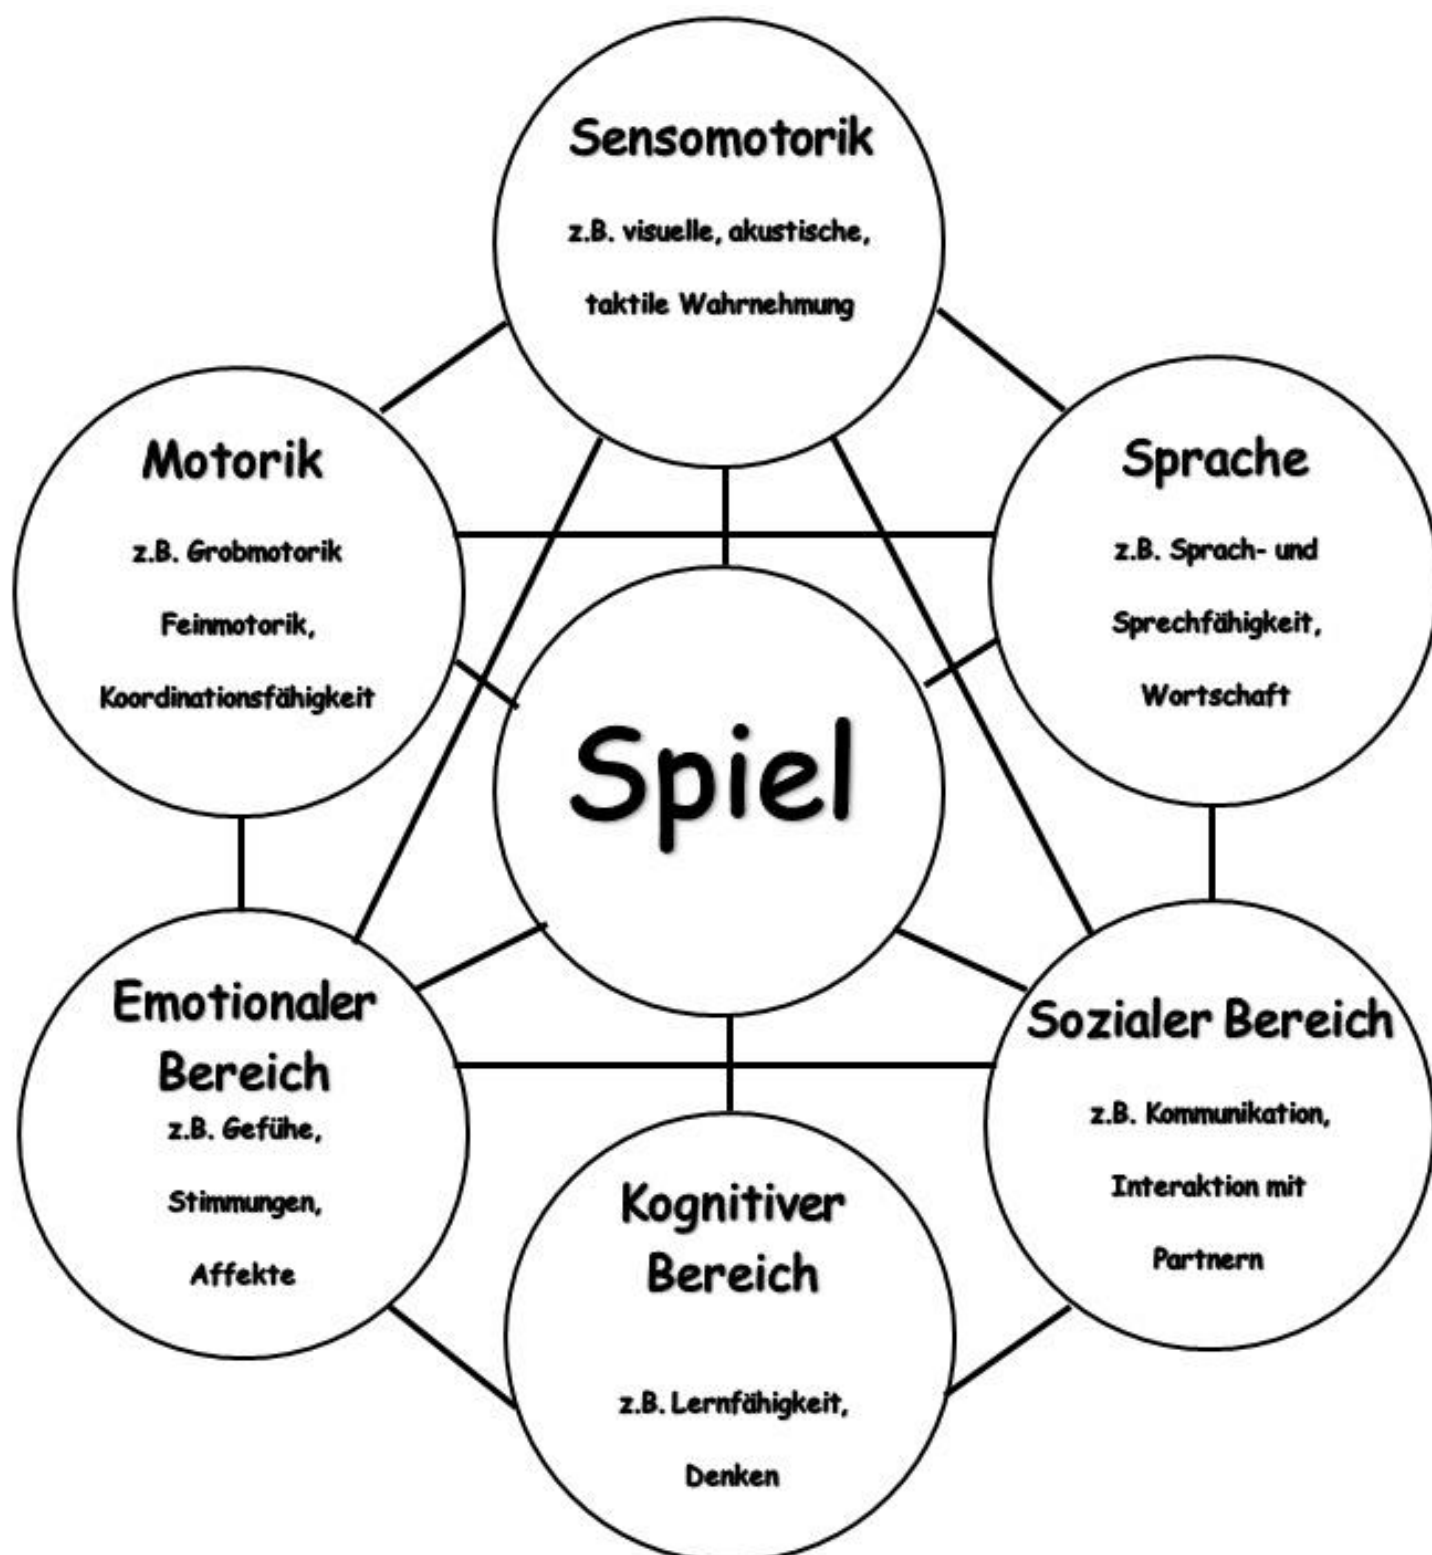 Sensomotorik
z.B. visuelle, akustische,
taktile Wahrnehmung
Motorik
z.B. Grobmotorik
Feinmotorik,
Koordinationsfähigkeit
Sprache
z.B. Sprach- und
Sprechfähigkeit,
Wortschaft
Spiel
Emotionaler
Bereich
z.B. Gefühe,
Stimmungen,
Affekte
Sozialer Bereich
z.B. Kommunikation,
Interaktion mit
Partnern
Kognitiver
Bereich
z.B. Lernfähigkeit,
Denken